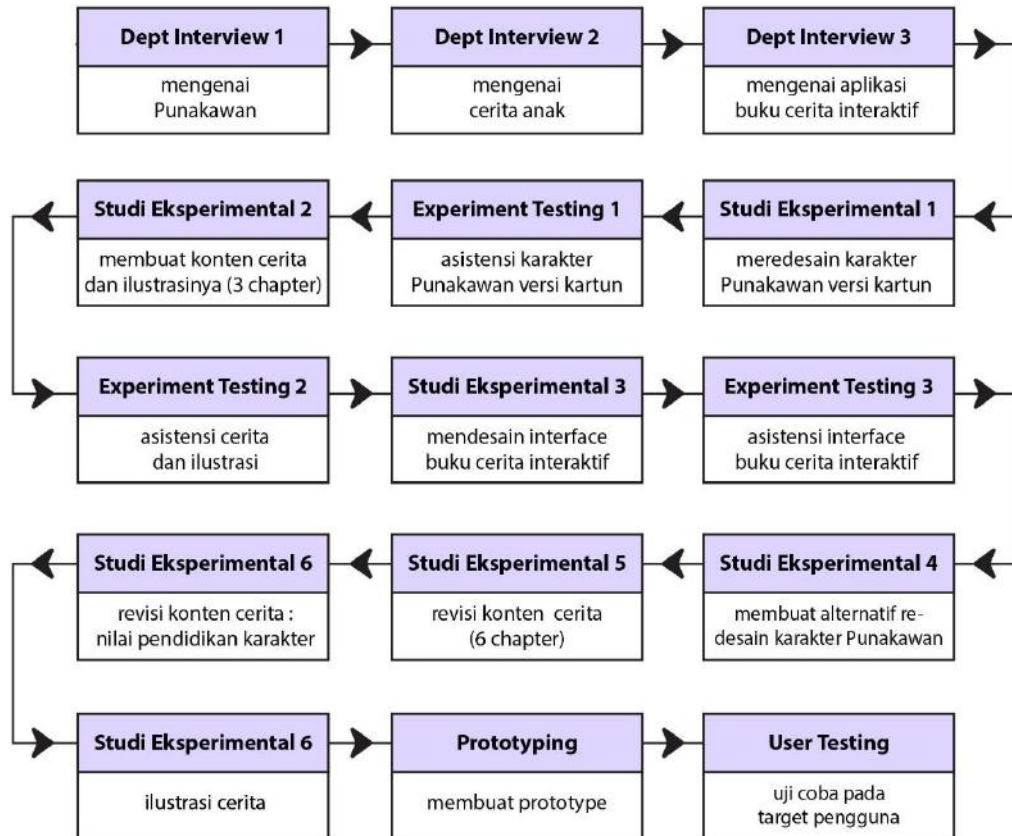 Dept Interview 1
mengenai
Punakawan
Dept Interview 2
mengenai
cerita anak
Dept Interview 3
mengenai aplikasi
buku cerita interaktif
Studi Eksperimental 1
meredesain karakter
Punakawan versi kartun
Experiment Testing 1
asistensi karakter
Punakawan versi kartun
Studi Eksperimental 2
membuat konten cerita
dan ilustrasinya (3 chapter)
Experiment Testing 2
asistensi cerita
dan ilustrasi
Studi Eksperimental 3
mendesain interface
buku cerita interaktif
Experiment Testing 3
asistensi interface
buku cerita interaktif
Studi Eksperimental 4
membuat alternatif re-
desain karakter Punakawan
Studi Eksperimental 5
revisi konten cerita
(6 chapter)
Studi Eksperimental 6
revisi konten cerita :
nilai pendidikan karakter
Studi Eksperimental 6
ilustrasi cerita
Prototyping
membuat prototype
User Testing
uji coba pada
target pengguna